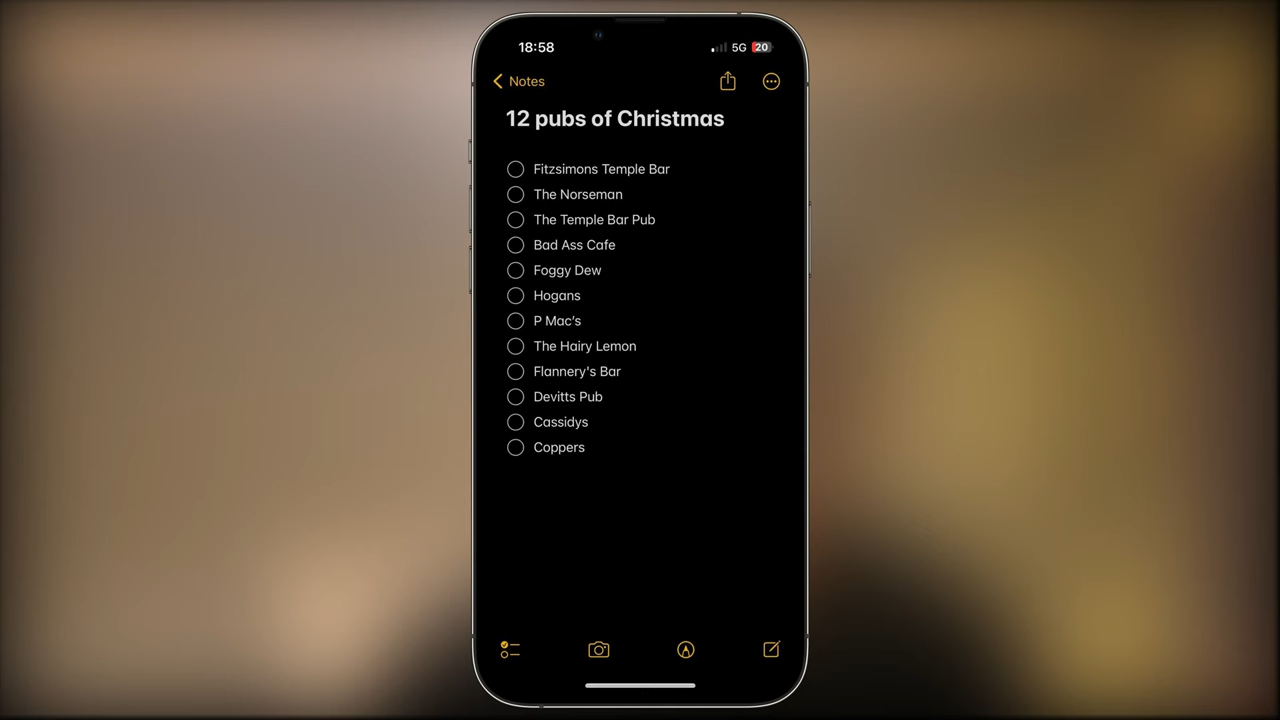 18:58
5G 20
Notes
12 pubs of Christmas
Fitzsimons Temple Bar
The Norseman
The Temple Bar Pub
Bad Ass Cafe
Foggy Dew
Hogans
P Mac's
The Hairy Lemon
Flannery's Bar
Devitts Pub
Cassidys
Coppers